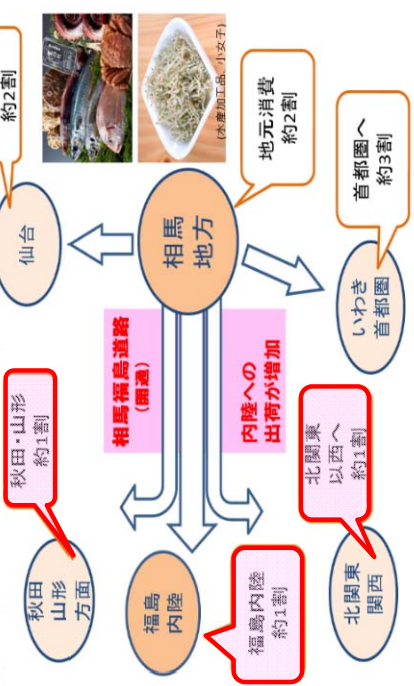 約2割
仙台
(水産加工品、小女子)
地元消費
約2割
相馬
地方
首都圏へ
約3割
いわき
首都圏
相馬福島道路
(開通)
内陸への
出荷が増加
秋田・山形
約1割
秋田
山形
方面
福島
内陸
福島内陸
約1割
北関東
以西へ
約1割
北関東
関西